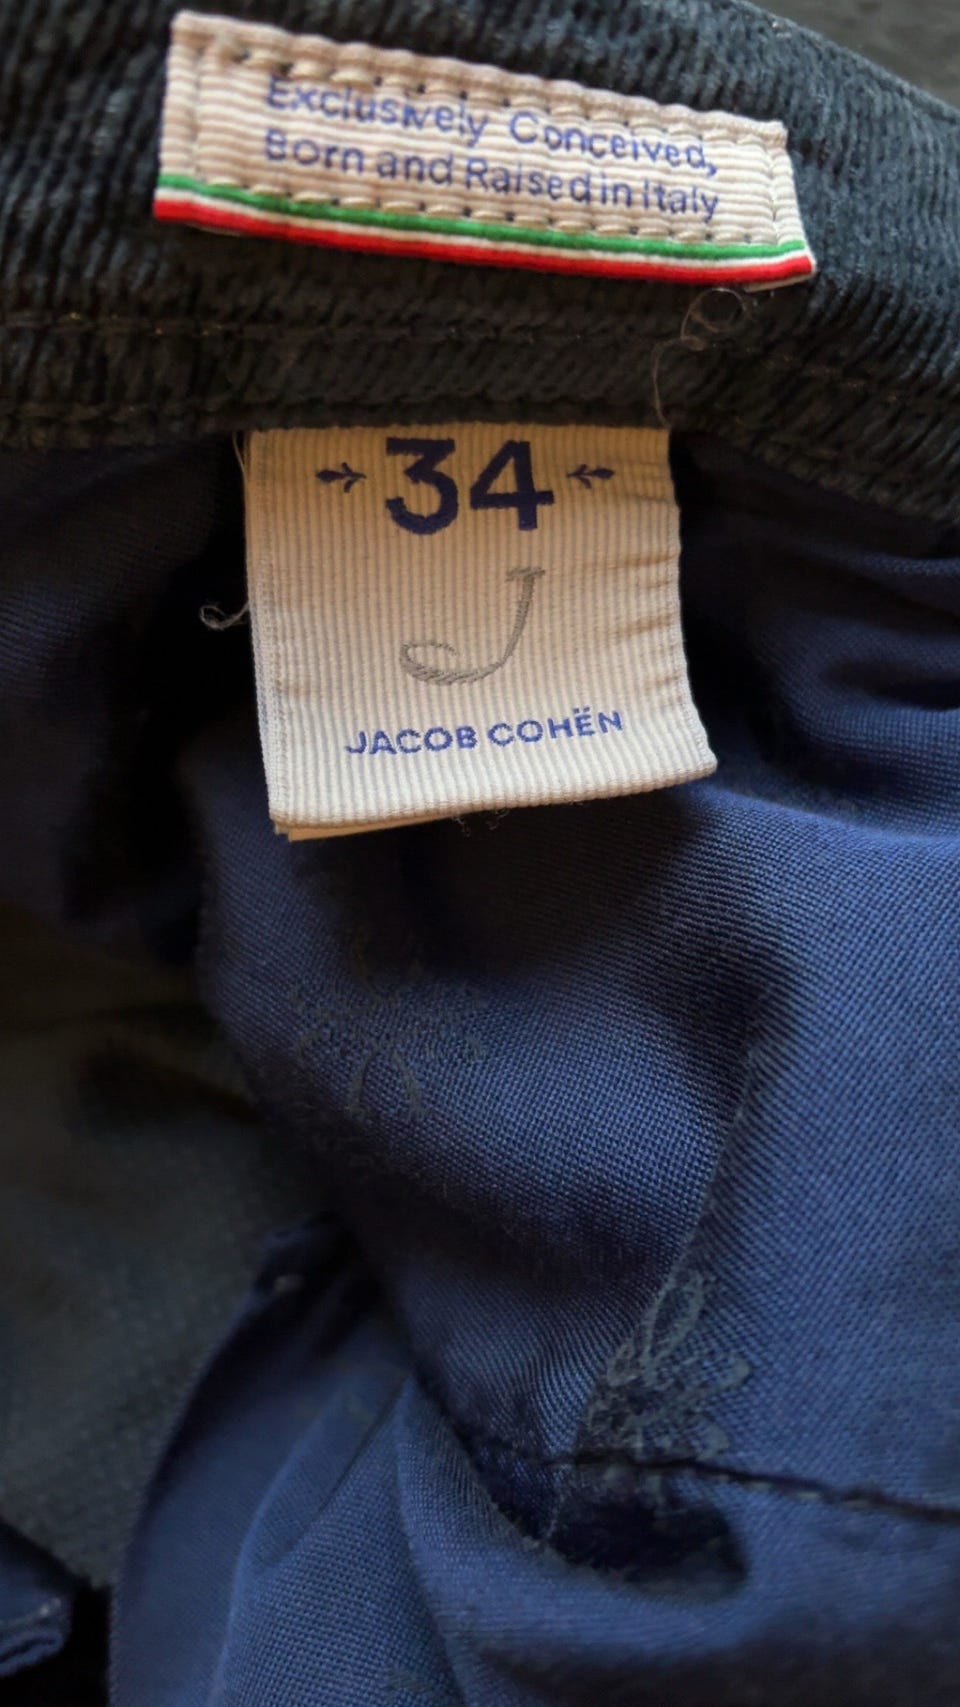 Exclusively Conceived,
Born and Raised in Italy
34
J
JACOB COHËN